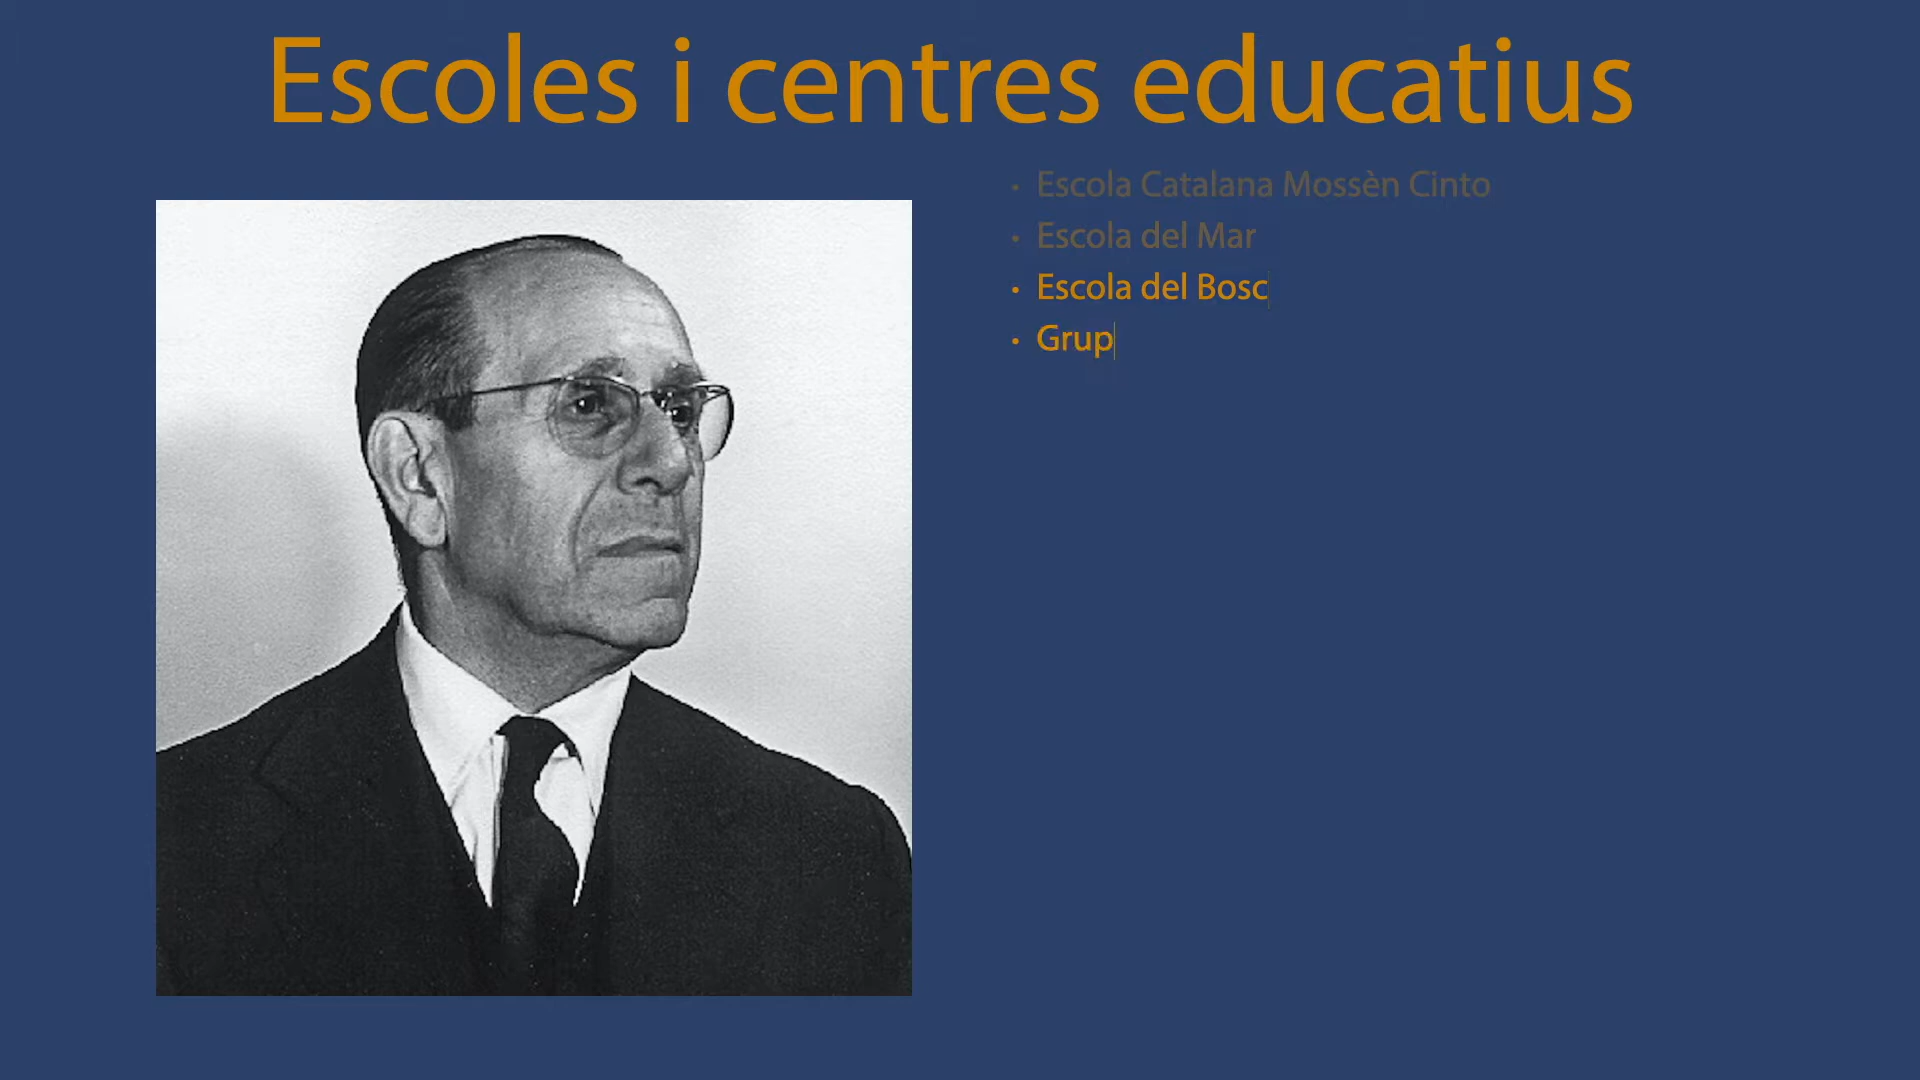 Escoles i centres educatius
• Escola Catalana Mossèn Cinto
• Escola del Mar
• Escola del Bosc
• Grup